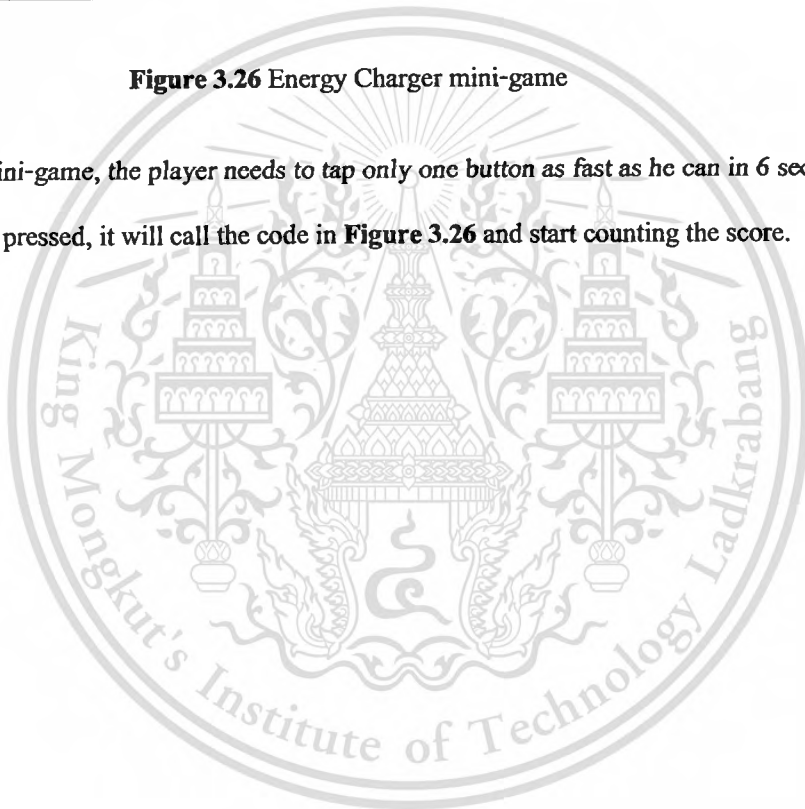 Figure 3.26 Energy Charger mini-game
ni-game, the player needs to tap only one button as fast as he can in 6 sec
pressed, it will call the code in Figure 3.26 and start counting the score.
King Mongkut's Institute of Technology Ladkrabang